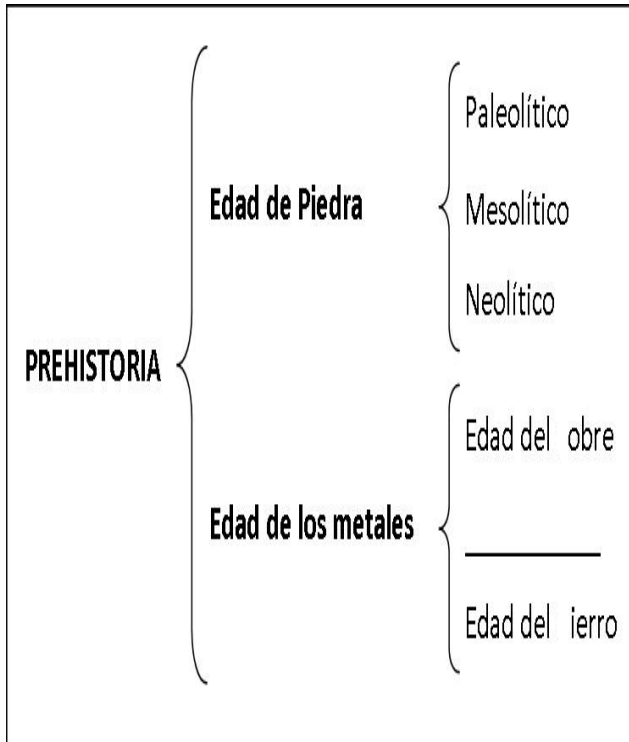 PREHISTORIA
Edad de Piedra
Paleolítico
Mesolítico
Neolítico
Edad de los metales
Edad del obre
Edad del ierro